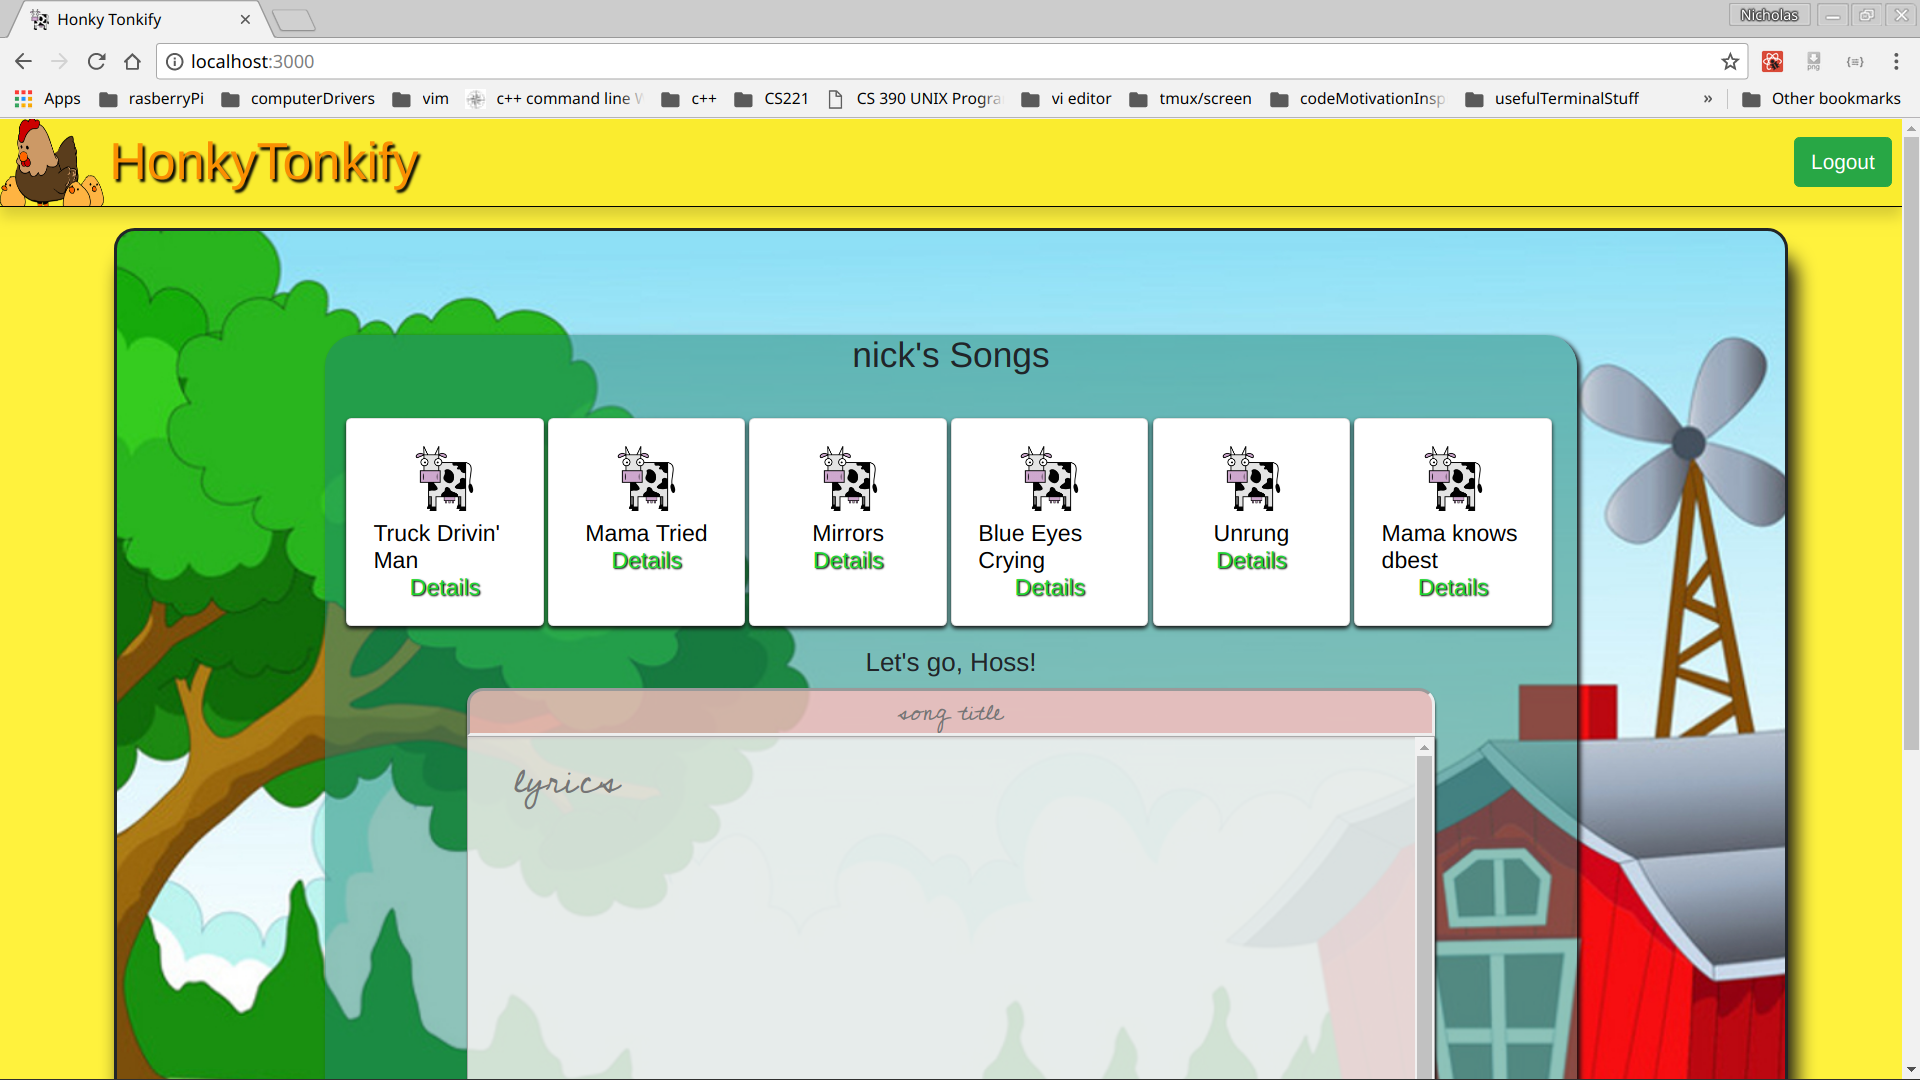 Honky Tonkify
Nicholas
localhost:3000
png
Apps rasberryPi computerDrivers vim c++ command line c++ CS221 CS 390 UNIX Progra vi editor tmux/screen codeMotivationInsp usefulTerminalStuff » Other bookmarks
HonkyTonkify
Logout
nick's Songs
Truck Drivin'
Man
Details
Mama Tried
Details
Mirrors
Details
Blue Eyes
Crying
Details
Unrung
Details
Mama knows
dbest
Details
Let's go, Hoss!
song title
lyrics